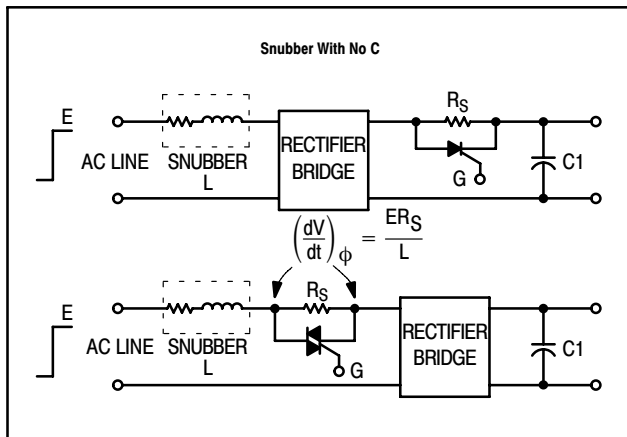 Snubber With No C
E
AC LINE
SNUBBER
L
RECTIFIER
BRIDGE
RS
G
C1
(dV/dt)ϕ = ERS/L
E
AC LINE
SNUBBER
L
RS
G
RECTIFIER
BRIDGE
C1